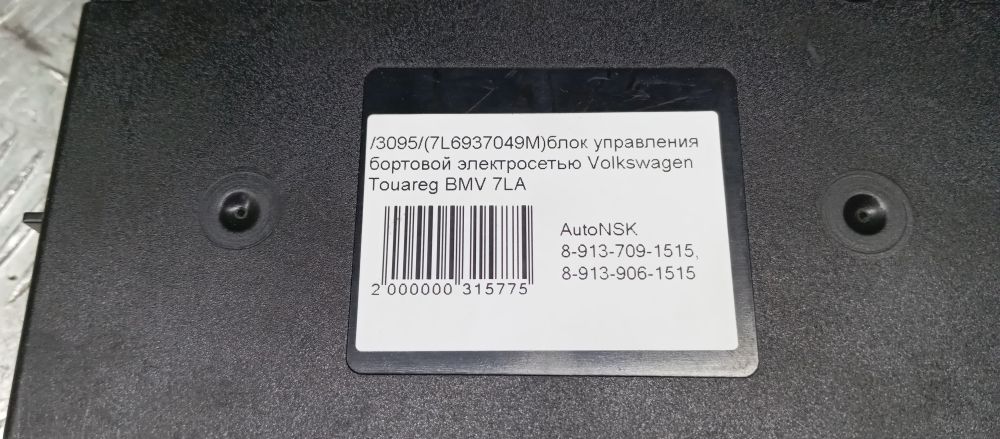 /3095/(7L6937049M)блок управления
бортовой электросетью Volkswagen
Touareg BMV 7LA
AutoNSK
8-913-709-1515,
8-913-906-1515
2 000000 315775